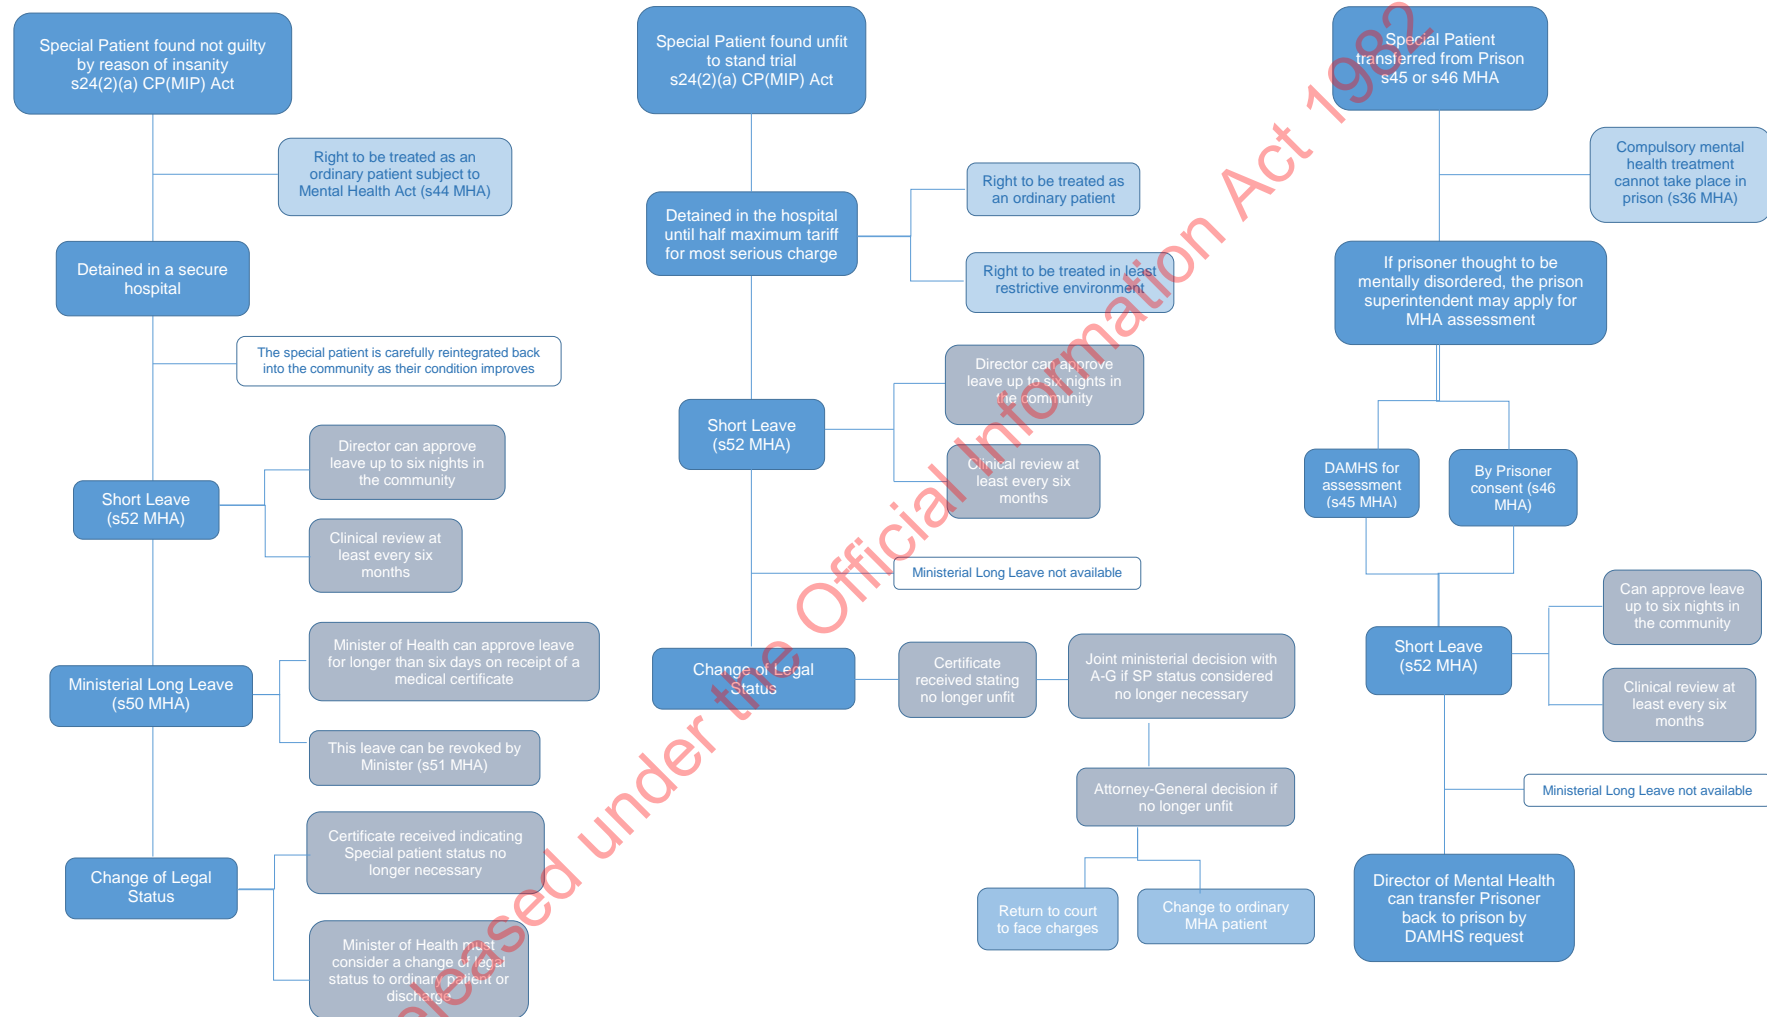 Special Patient found not guilty
by reason of insanity
s24(2)(a) CP(MIP) Act
Right to be treated as an
ordinary patient subject to
Mental Health Act (s44 MHA)
Detained in a secure
hospital
The special patient is carefully reintegrated back
into the community as their condition improves
Director can approve
leave up to six nights in
the community
Short Leave
(s52 MHA)
Clinical review at
least every six
months
Minister of Health can approve leave
for longer than six days on receipt of a
medical certificate
Ministerial Long Leave
(s50 MHA)
This leave can be revoked by
Minister (s51 MHA)
Certificate received indicating
Special patient status no
longer necessary
Change of Legal
Status
Minister of Health must
consider a change of legal
status to ordinary patient or
discharge
Special Patient found unfit
to stand trial
s24(2)(a) CP(MIP) Act
Right to be treated as
an ordinary patient
Detained in the hospital
until half maximum tariff
for most serious charge
Right to be treated in least
restrictive environment
Director can approve
leave up to six nights in
the community
Short Leave
(s52 MHA)
Clinical review at
least every six
months
Ministerial Long Leave not available
Change of Legal
Status
Certificate
received stating
no longer unfit
Joint ministerial decision with
A-G if SP status considered
no longer necessary
Attorney-General decision if
no longer unfit
Return to court
to face charges
Change to ordinary
MHA patient
Special Patient
transferred from Prison
s45 or s46 MHA
Compulsory mental
health treatment
cannot take place in
prison (s36 MHA)
If prisoner thought to be
mentally disordered, the prison
superintendent may apply for
MHA assessment
DAMHS for
assessment
(s45 MHA)
By Prisoner
consent (s46
MHA)
Can approve leave
up to six nights in
the community
Short Leave
(s52 MHA)
Clinical review at
least every six
months
Ministerial Long Leave not available
Director of Mental Health
can transfer Prisoner
back to prison by
DAMHS request
eleased under the Official Information Act 1982